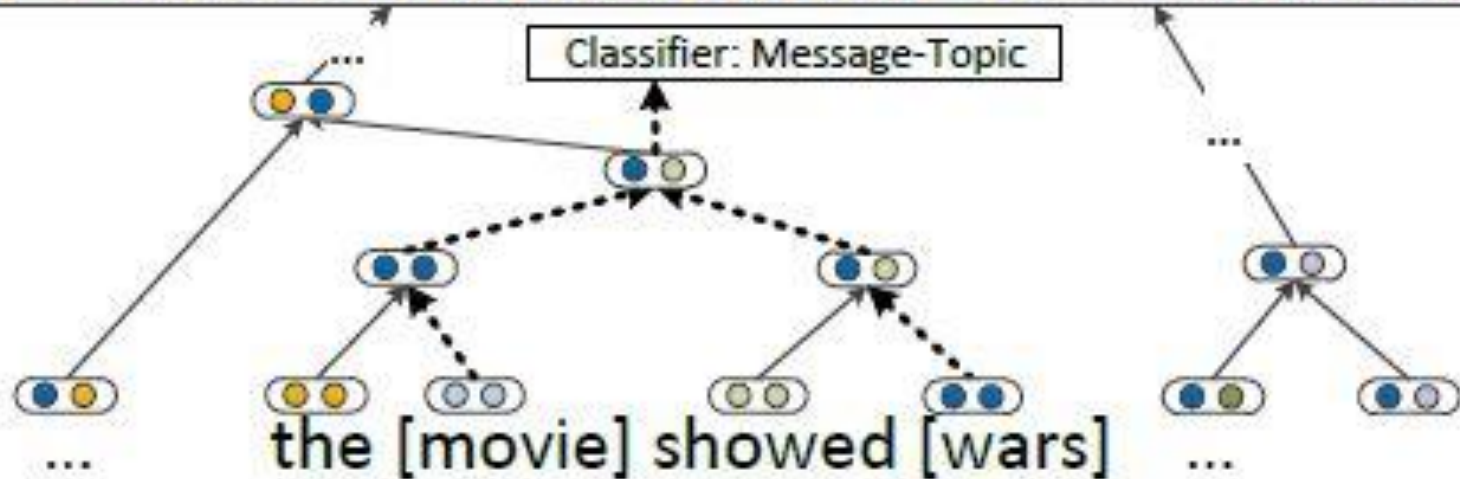 ...
Classifier: Message-Topic
...
the [movie] showed [wars]
... ...